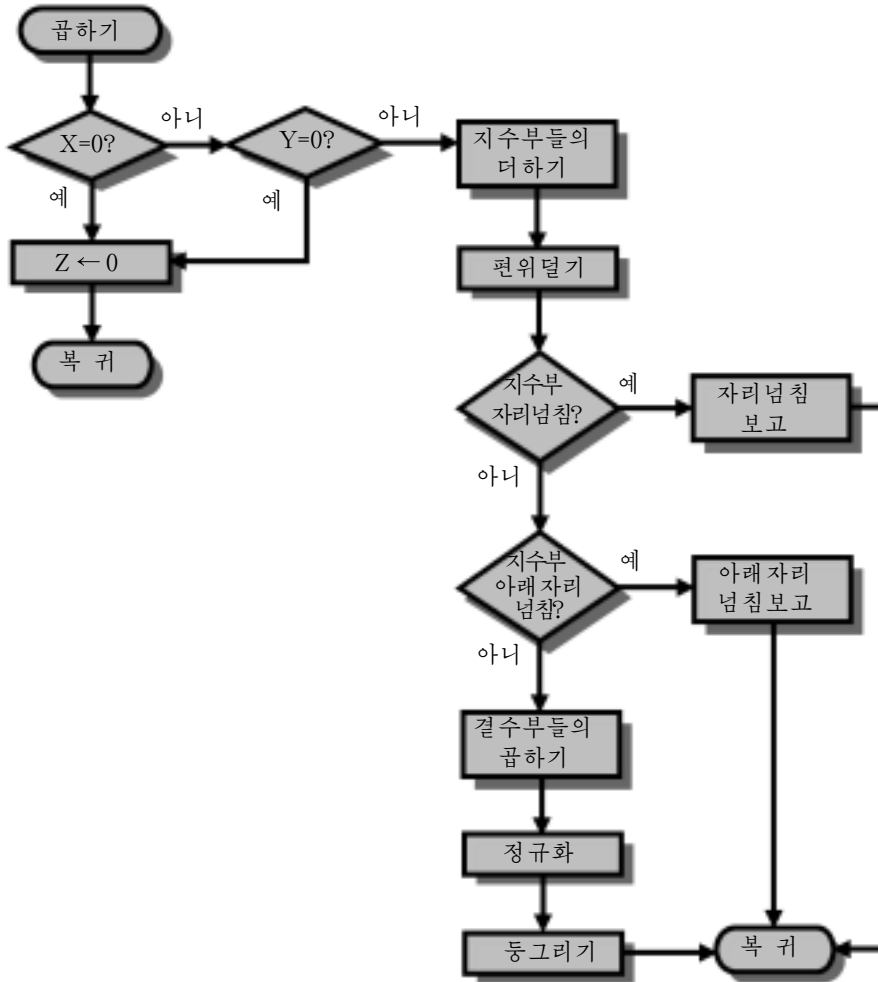 곱하기
아니
아니
X=0?
Y=0?
지수부들의
더하기
예
예
Z ← 0
편위덜기
복 귀
지수부
자리넘침?
예
자리넘침
보고
아니
지수부
아래자리
넘침?
예
아래자리
넘침보고
아니
결수부들의
곱하기
정규화
둥그리기
복 귀